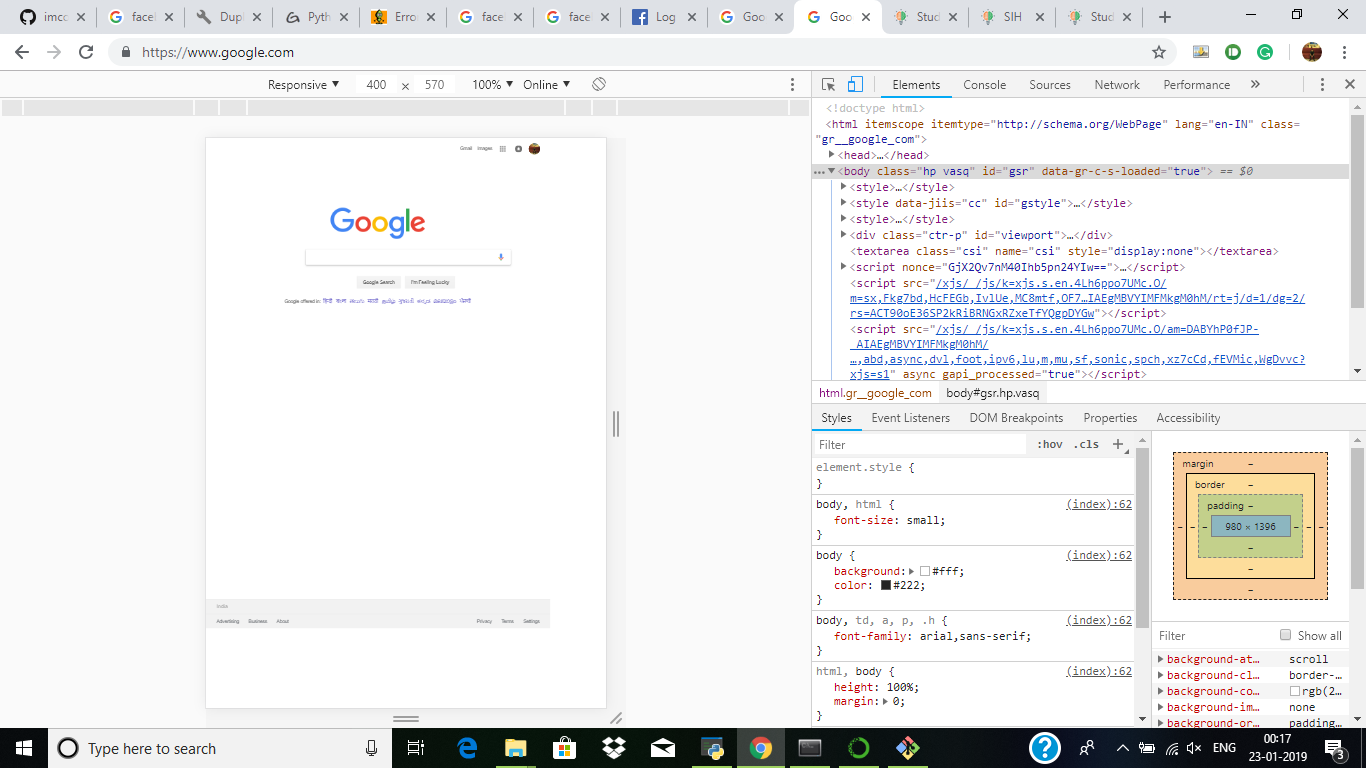 imcc
facel
Dupl
Pyth
Erro
facel
facel
Log
Goo
Goo
Stud
SIH
Stud
https://www.google.com
Responsive 400 × 570 100% Online
Elements Console Sources Network Performance »
Gmail Images
Google
Google Search I'm Feeling Lucky
Google offered in: हिंदी বাংলা తెలుగు मराठी தமிழ் ગુજરાતી ಕನ್ನಡ മലയാളം ਪੰਜਾਬੀ
India
Advertising Business About Privacy Terms Settings
<!doctype html>
<html itemscope itemtype="http://schema.org/WebPage" lang="en-IN" class=
"gr__google_com">
<head>…</head>
<body class="hp vasq" id="gsr" data-gr-c-s-loaded="true"> == $0
<style>…</style>
<style data-jiis="cc" id="gstyle">…</style>
<style>…</style>
<div class="ctr-p" id="viewport">…</div>
<textarea class="csi" name="csi" style="display:none"></textarea>
<script nonce="GjX2Qv7nM40Ihb5pn24YIw==">…</script>
<script src="/xjs/_/js/k=xjs.s.en.4Lh6ppo7UMc.O/
m=sx,Fkg7bd,HcFEGb,IvlUe,MC8mtf,OF7…IAEgMBVYIMFMkgM0hM/rt=j/d=1/dg=2/
rs=ACT90oE36SP2kRiBRNGxRZxeTfYQgpDYGw"></script>
<script src="/xjs/_/js/k=xjs.s.en.4Lh6ppo7UMc.O/am=DABYhP0fJP-
_AIAEgMBVYIMFMkgM0hM/
…,abd,async,dvl,foot,ipv6,lu,m,mu,sf,sonic,spch,xz7cCd,fEVMic,WgDvvc?
xjs=s1" async gapi_processed="true"></script>
html.gr__google_com body#gsr.hp.vasq
Styles Event Listeners DOM Breakpoints Properties Accessibility
Filter :hov .cls +
element.style {
}
body, html { (index):62
font-size: small;
}
body { (index):62
background: #fff;
color: #222;
}
body, td, a, p, .h { (index):62
font-family: arial,sans-serif;
}
html, body { (index):62
height: 100%;
margin: 0;
}
margin –
border –
padding –
– – – 980 × 1396 – – –
–
–
–
Filter Show all
background-at… scroll
background-cl… border-…
background-co… rgb(2…
background-im… none
background-or… padding…
Type here to search
ENG
00:17
23-01-2019
3